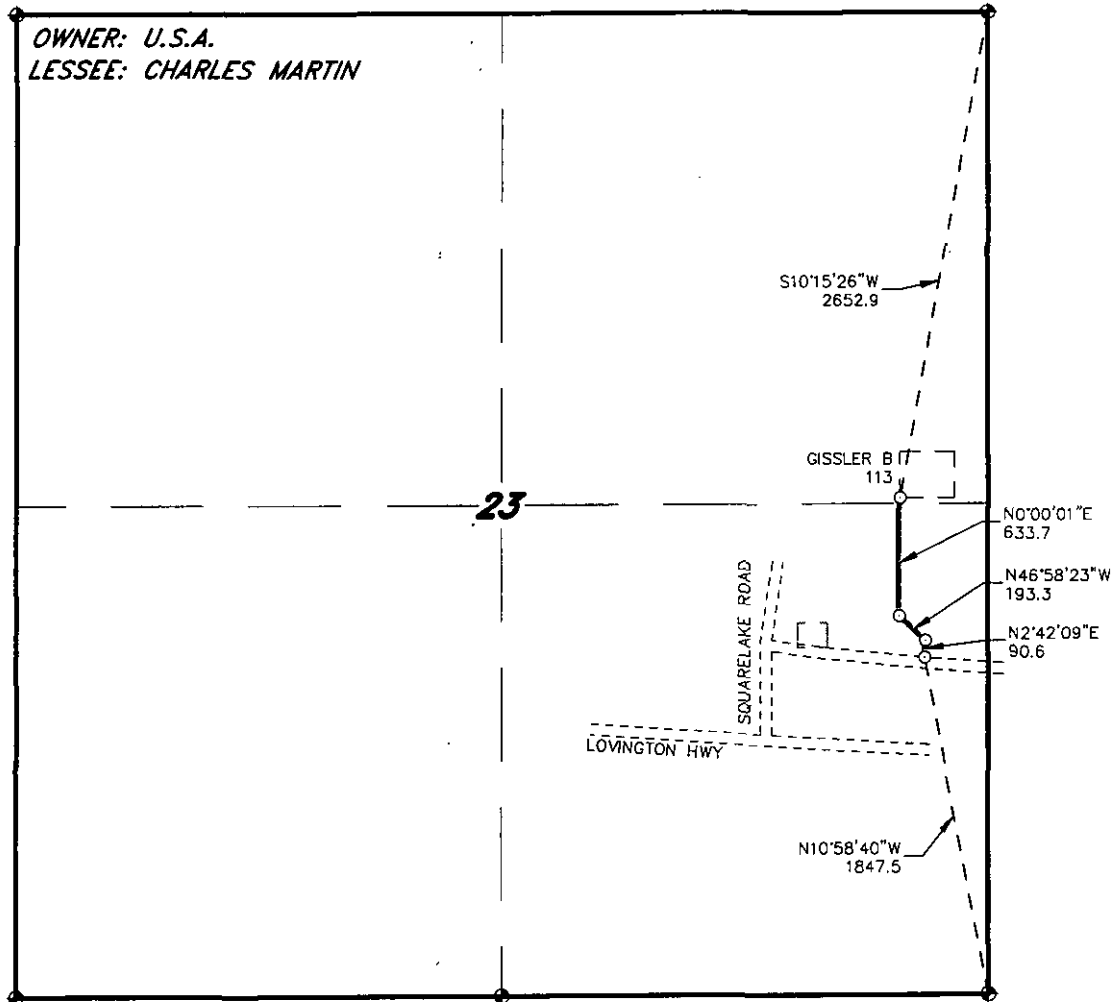 OWNER: U.S.A.
LESSEE: CHARLES MARTIN
S10°15'26"W
2652.9
GISSLER B
113
23
N0°00'01"E
633.7
N46°58'23"W
193.3
N2°42'09"E
90.6
SQUARELAKE ROAD
LOVINGTON HWY
N10°58'40"W
1847.5